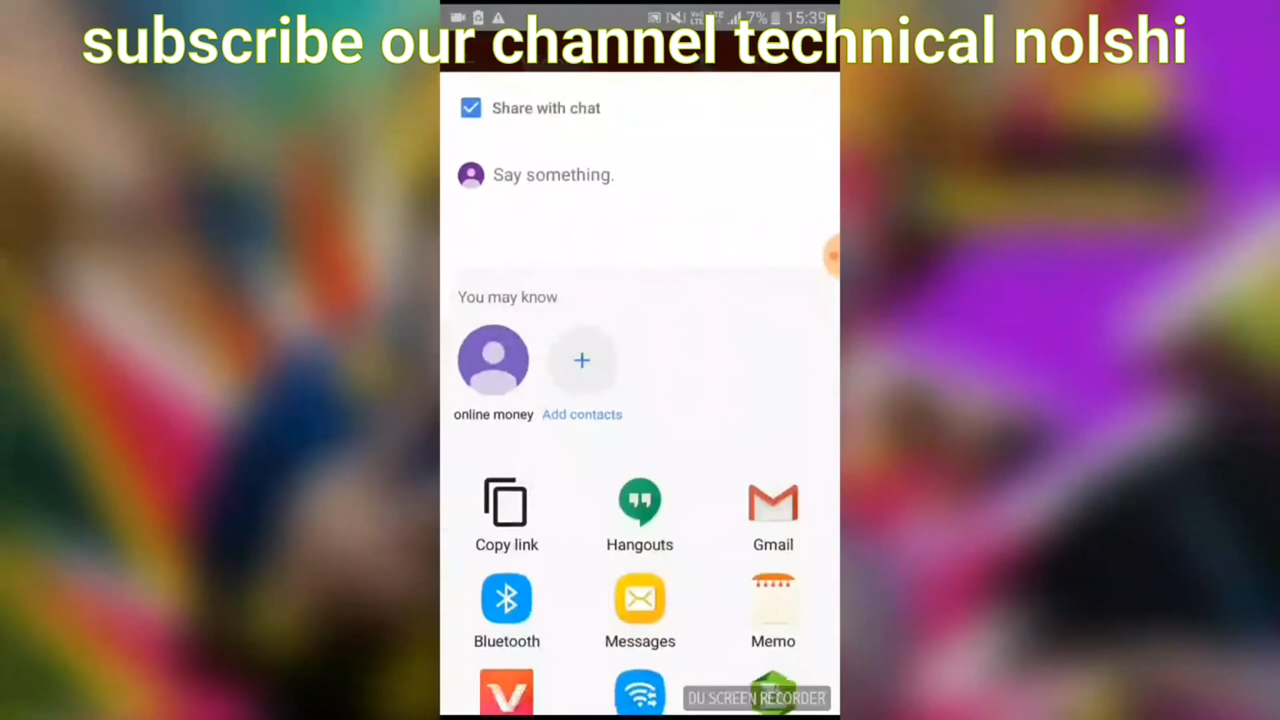 subscribe our channel technical nolshi
7% 15:39
Share with chat
Say something.
You may know
online money Add contacts
Copy link Hangouts Gmail
Bluetooth Messages Memo
DU SCREEN RECORDER